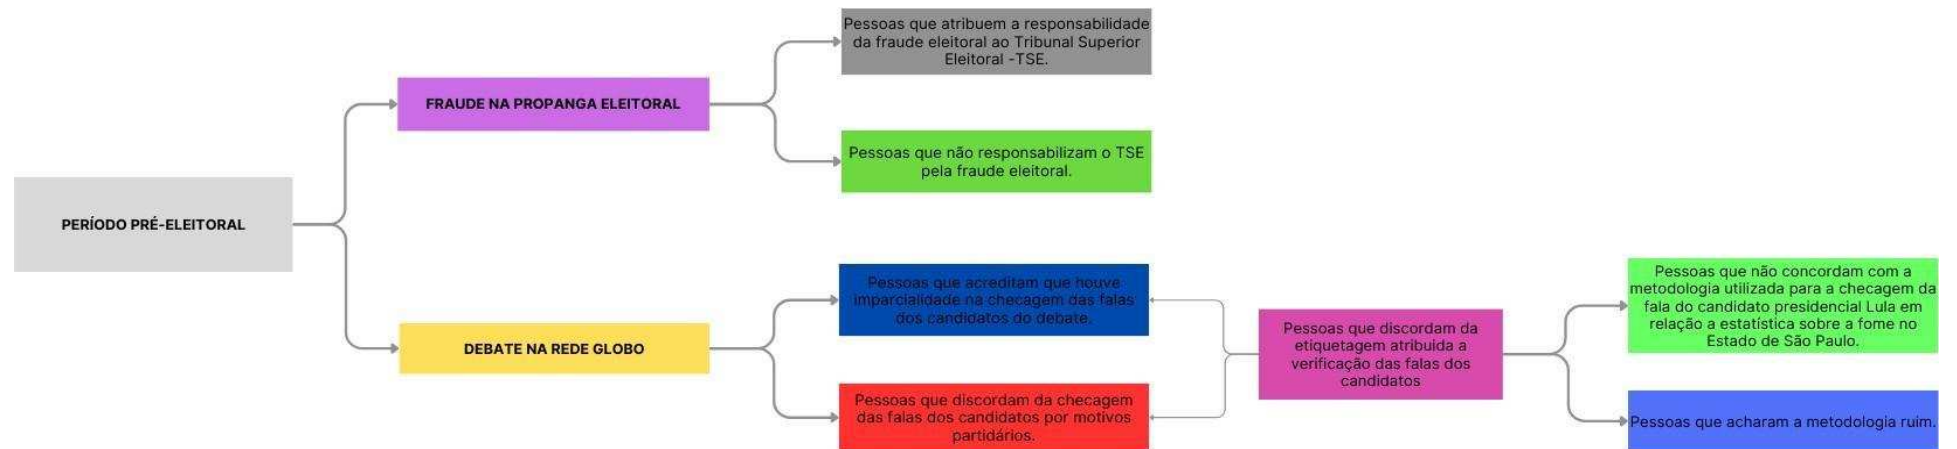 Pessoas que atribuem a responsabilidade
da fraude eleitoral ao Tribunal Superior
Eleitoral -TSE.
FRAUDE NA PROPANGA ELEITORAL
Pessoas que não responsabilizam o TSE
pela fraude eleitoral.
PERÍODO PRÉ-ELEITORAL
DEBATE NA REDE GLOBO
Pessoas que acreditam que houve
imparcialidade na checagem das falas
dos candidatos do debate.
Pessoas que discordam da checagem
das falas dos candidatos por motivos
partidários.
Pessoas que discordam da
etiquetagem atribuida a
verificação das falas dos
candidatos
Pessoas que não concordam com a
metodologia utilizada para a checagem da
fala do candidato presidencial Lula em
relação a estatística sobre a fome no
Estado de São Paulo.
Pessoas que acharam a metodologia ruim.